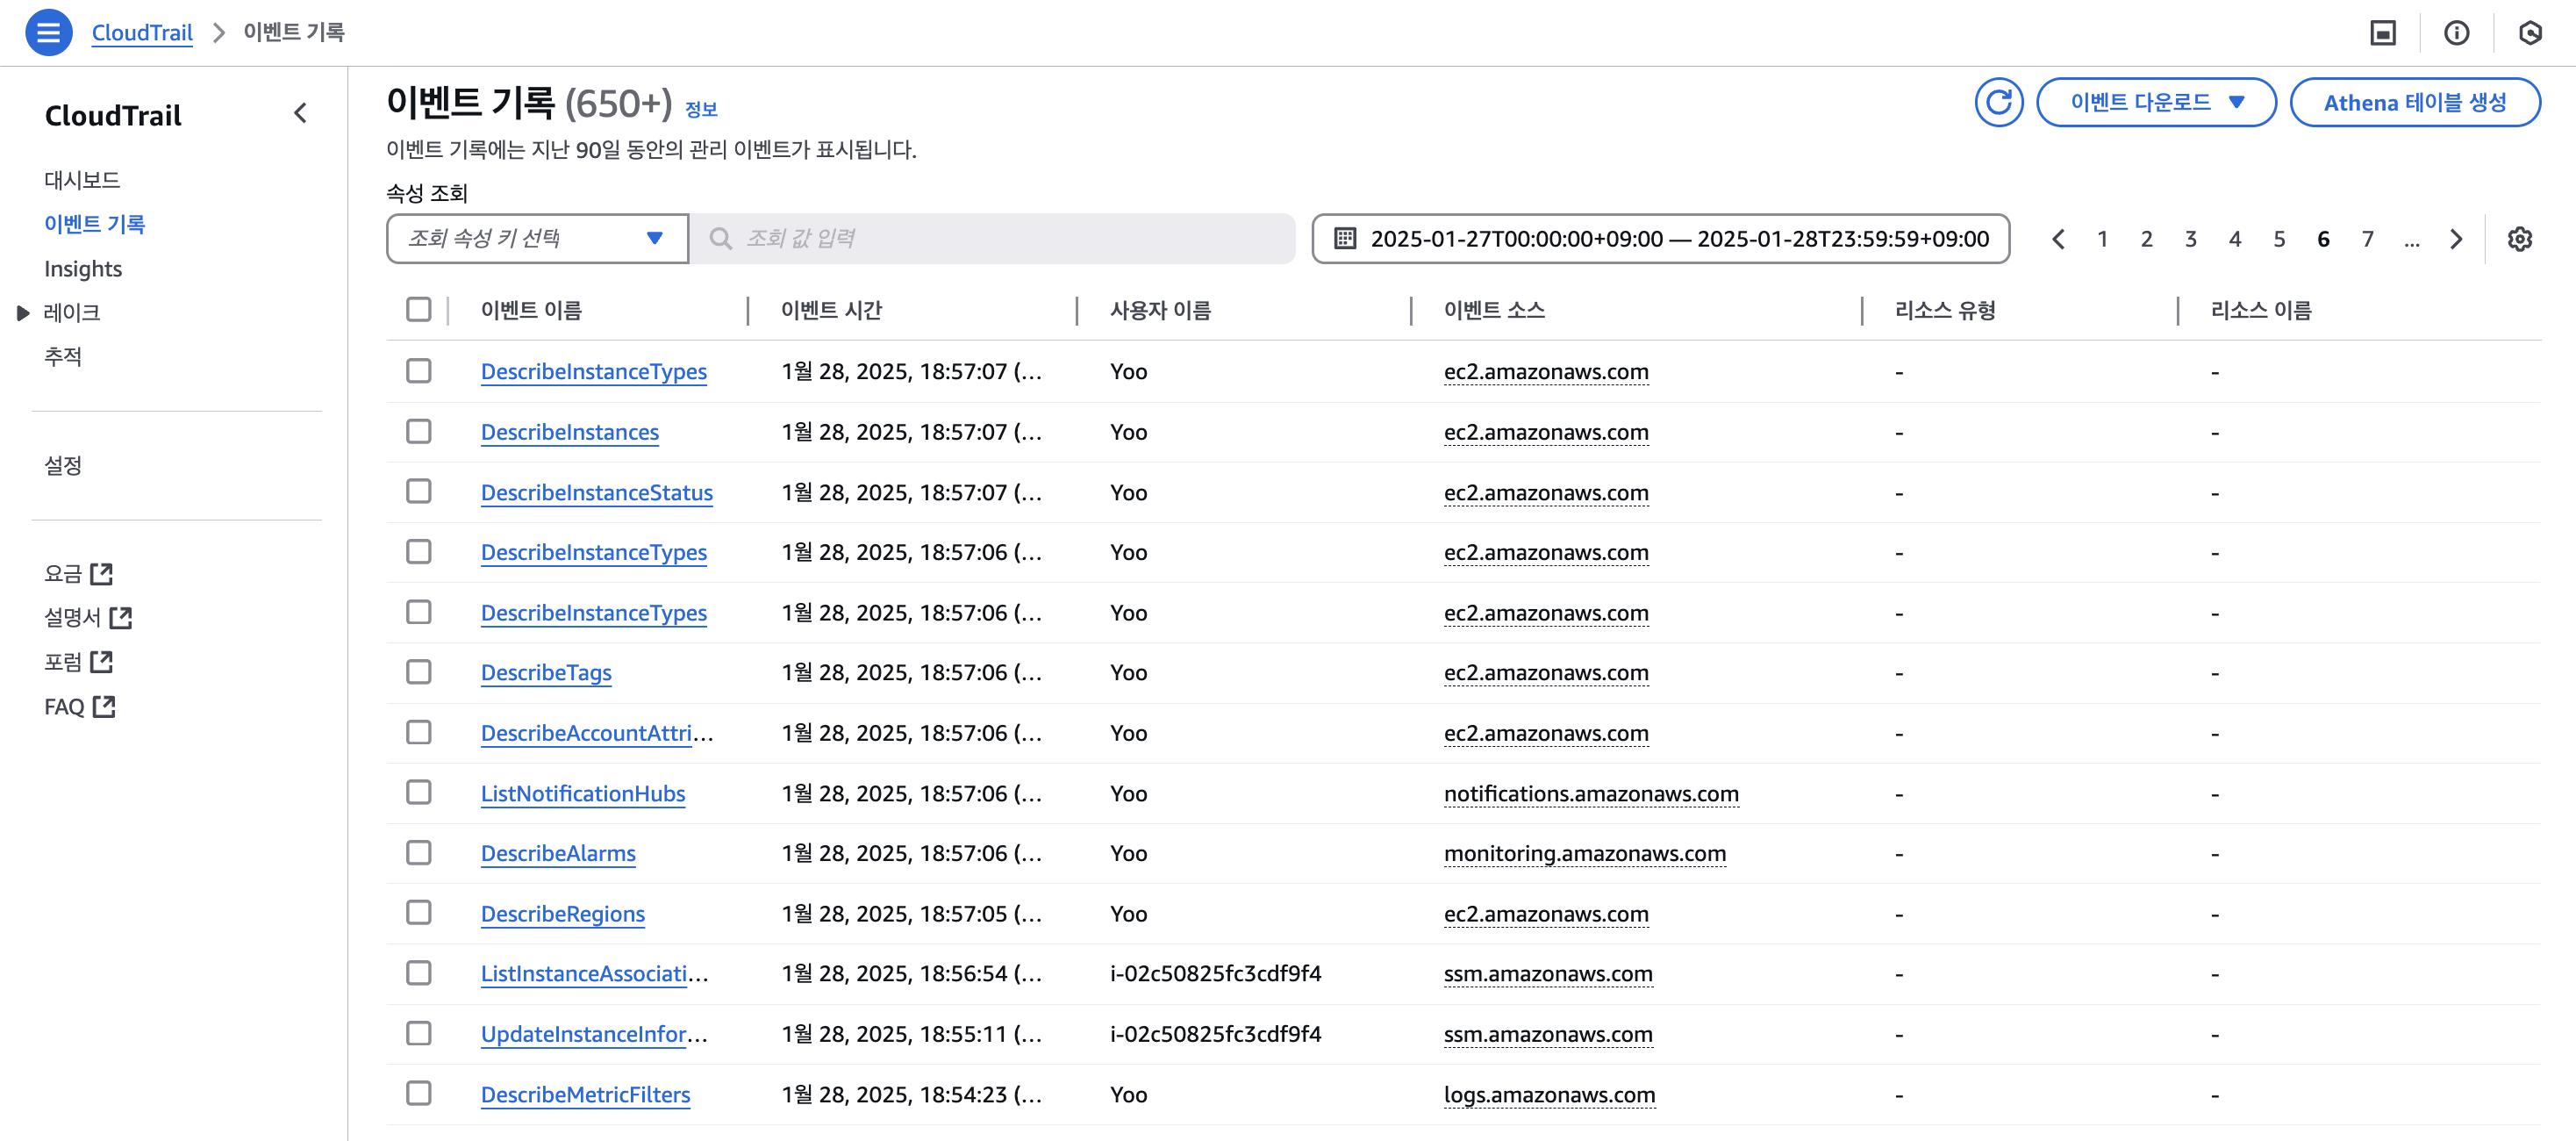 CloudTrail > 이벤트 기록
CloudTrail
대시보드
이벤트 기록
Insights
레이크
추적
설정
요금
설명서
포럼
FAQ
이벤트 기록 (650+) 정보
이벤트 다운로드
Athena 테이블 생성
이벤트 기록에는 지난 90일 동안의 관리 이벤트가 표시됩니다.
속성 조회
조회 속성 키 선택
조회 값 입력
2025-01-27T00:00:00+09:00 — 2025-01-28T23:59:59+09:00
1 2 3 4 5 6 7 ...
이벤트 이름 이벤트 시간 사용자 이름 이벤트 소스 리소스 유형 리소스 이름
DescribeInstanceTypes 1월 28, 2025, 18:57:07 (... Yoo ec2.amazonaws.com - -
DescribeInstances 1월 28, 2025, 18:57:07 (... Yoo ec2.amazonaws.com - -
DescribeInstanceStatus 1월 28, 2025, 18:57:07 (... Yoo ec2.amazonaws.com - -
DescribeInstanceTypes 1월 28, 2025, 18:57:06 (... Yoo ec2.amazonaws.com - -
DescribeInstanceTypes 1월 28, 2025, 18:57:06 (... Yoo ec2.amazonaws.com - -
DescribeTags 1월 28, 2025, 18:57:06 (... Yoo ec2.amazonaws.com - -
DescribeAccountAttri... 1월 28, 2025, 18:57:06 (... Yoo ec2.amazonaws.com - -
ListNotificationHubs 1월 28, 2025, 18:57:06 (... Yoo notifications.amazonaws.com - -
DescribeAlarms 1월 28, 2025, 18:57:06 (... Yoo monitoring.amazonaws.com - -
DescribeRegions 1월 28, 2025, 18:57:05 (... Yoo ec2.amazonaws.com - -
ListInstanceAssociati... 1월 28, 2025, 18:56:54 (... i-02c50825fc3cdf9f4 ssm.amazonaws.com - -
UpdateInstanceInfor... 1월 28, 2025, 18:55:11 (... i-02c50825fc3cdf9f4 ssm.amazonaws.com - -
DescribeMetricFilters 1월 28, 2025, 18:54:23 (... Yoo logs.amazonaws.com - -